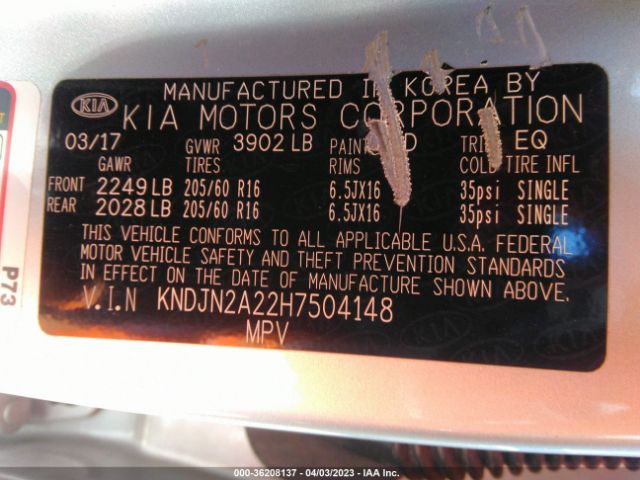 MANUFACTURED IN KOREA BY
KIA
KIA MOTORS CORPORATION
03/17 GVWR 3902 LB PAINT D TRIM EQ
GAWR TIRES RIMS COLD TIRE INFL
FRONT 2249 LB 205/60 R16 6.5JX16 35psi SINGLE
REAR 2028 LB 205/60 R16 6.5JX16 35psi SINGLE
THIS VEHICLE CONFORMS TO ALL APPLICABLE U.S.A. FEDERAL
MOTOR VEHICLE SAFETY AND THEFT PREVENTION STANDARDS
IN EFFECT ON THE DATE OF MANUFACTURE SHOWN ABOVE.
V.I.N KNDJN2A22H7504148
MPV
P73
000-36208137 - 04/03/2023 - IAA Inc.